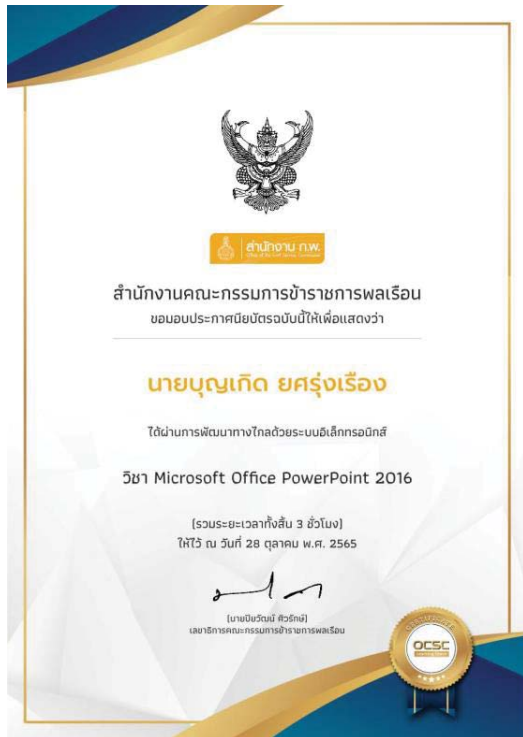 สำนักงาน ก.พ.
Office of the Civil Service Commission
สำนักงานคณะกรรมการข้าราชการพลเรือน
ขอมอบประกาศนียบัตรฉบับนี้ให้เพื่อแสดงว่า
นายบุญเกิด ยศรุ่งเรือง
ได้ผ่านการพัฒนาทางไกลด้วยระบบอิเล็กทรอนิกส์
วิชา Microsoft Office PowerPoint 2016
(รวมระยะเวลาทั้งสิ้น 3 ชั่วโมง)
ให้ไว้ ณ วันที่ 28 ตุลาคม พ.ศ. 2565
(นายปิยวัฒน์ ศิวรักษ์)
เลขาธิการคณะกรรมการข้าราชการพลเรือน
CERTIFICATE
OCSC